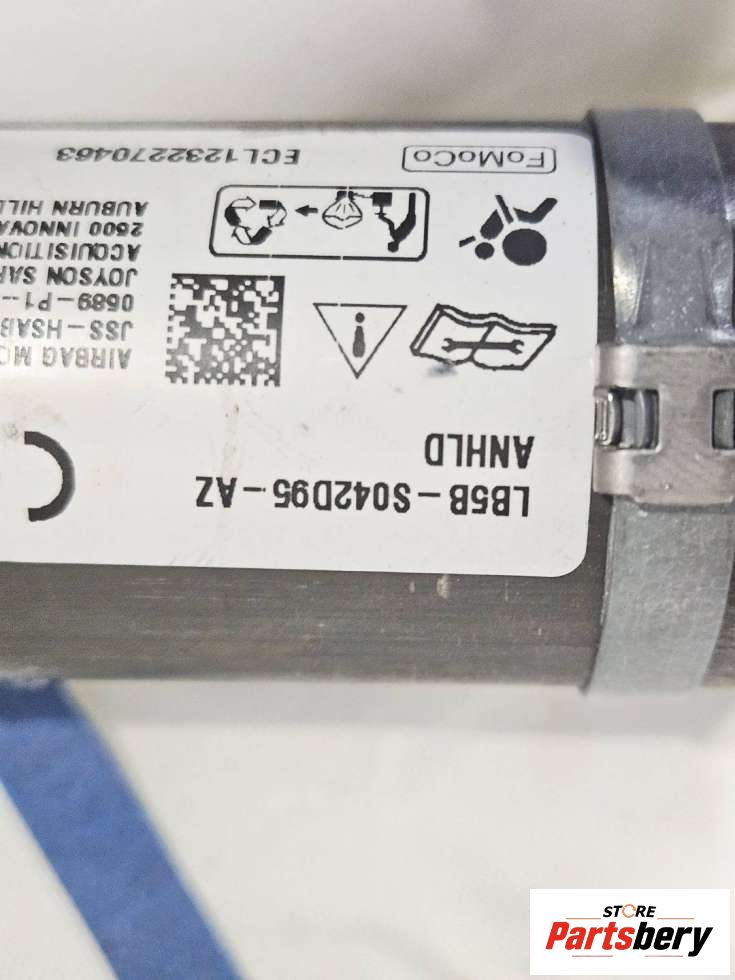 LB5B-S042D95-AZ
ANHLD
AIRBAG MO
JSS-HSAB
0689-P1-
JOYSON SAF
ACQUISITION
2500 INNOVA
AUBURN HILL
FoMoCo
ECL1232270463
STORE
Partsbery